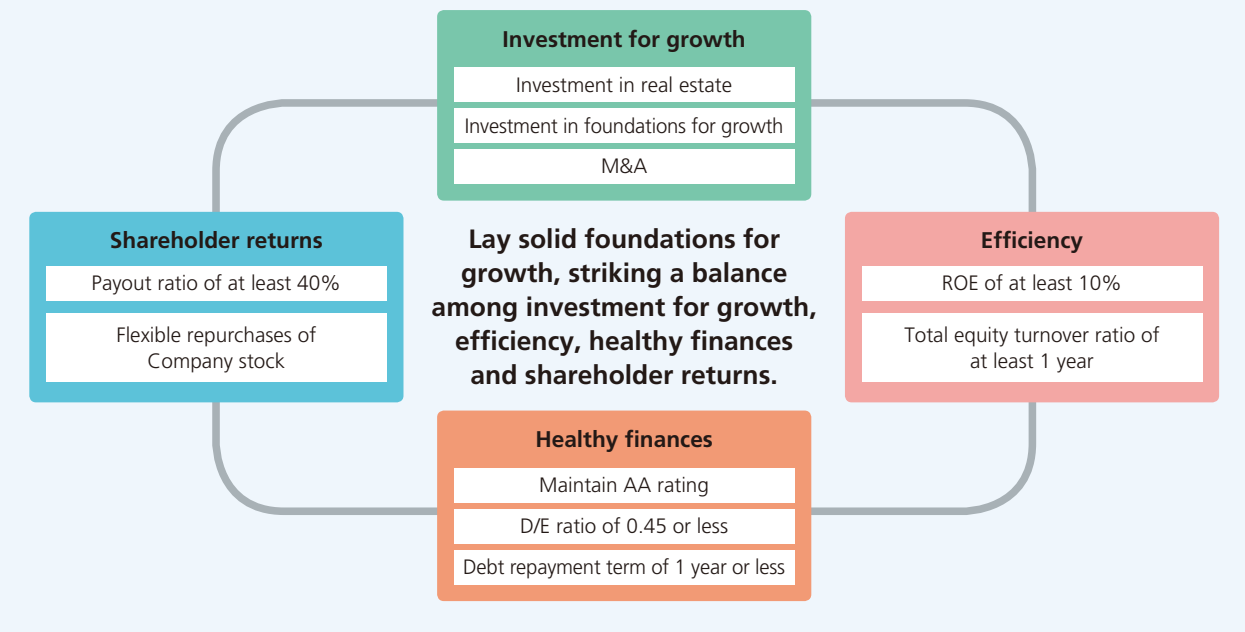 Investment for growth
Investment in real estate
Investment in foundations for growth
M&A
Shareholder returns
Payout ratio of at least 40%
Flexible repurchases of
Company stock
Lay solid foundations for
growth, striking a balance
among investment for growth,
efficiency, healthy finances
and shareholder returns.
Efficiency
ROE of at least 10%
Total equity turnover ratio of
at least 1 year
Healthy finances
Maintain AA rating
D/E ratio of 0.45 or less
Debt repayment term of 1 year or less